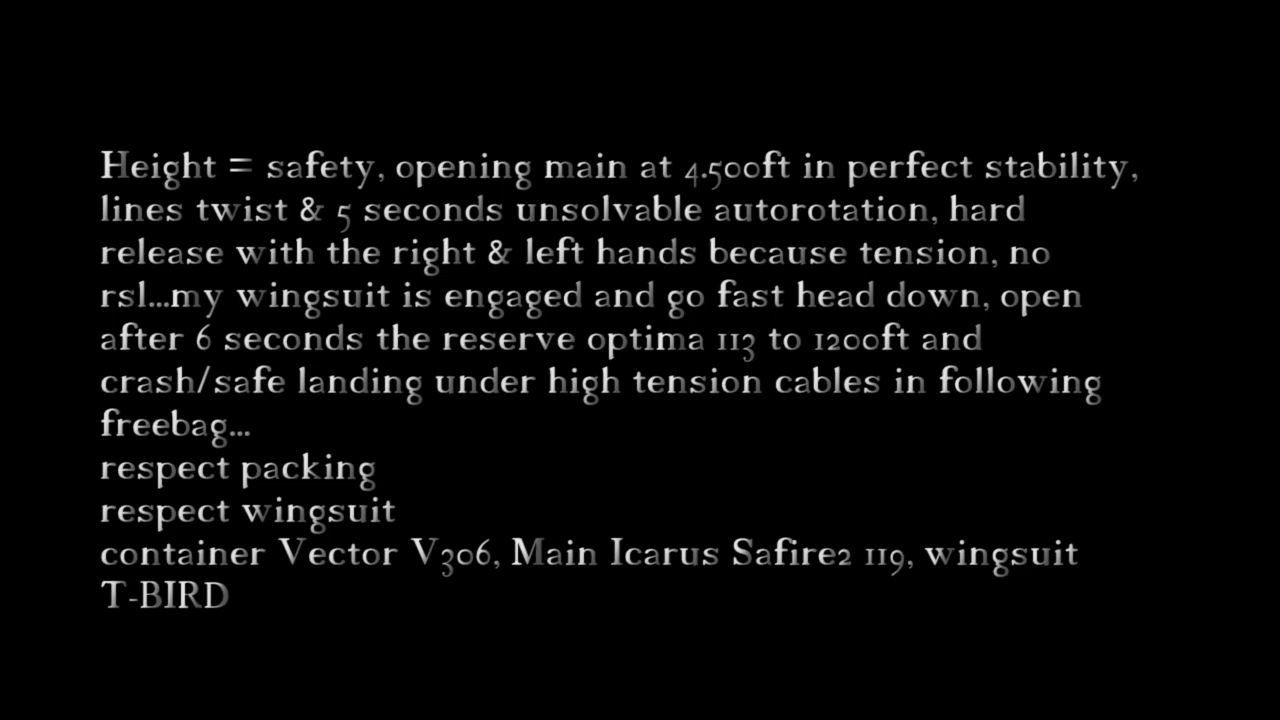 Height = safety, opening main at 4.500ft in perfect stability,
lines twist & 5 seconds unsolvable autorotation, hard
release with the right & left hands because tension, no
rsl...my wingsuit is engaged and go fast head down, open
after 6 seconds the reserve optima 113 to 1200ft and
crash/safe landing under high tension cables in following
freebag...
respect packing
respect wingsuit
container Vector V306, Main Icarus Safire2 119, wingsuit
T-BIRD